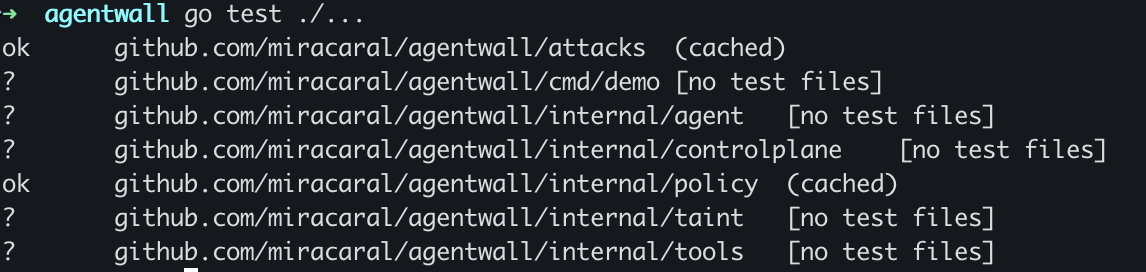 ➜ agentwall go test ./...
ok github.com/miracaral/agentwall/attacks (cached)
? github.com/miracaral/agentwall/cmd/demo [no test files]
? github.com/miracaral/agentwall/internal/agent [no test files]
? github.com/miracaral/agentwall/internal/controlplane [no test files]
ok github.com/miracaral/agentwall/internal/policy (cached)
? github.com/miracaral/agentwall/internal/taint [no test files]
? github.com/miracaral/agentwall/internal/tools [no test files]